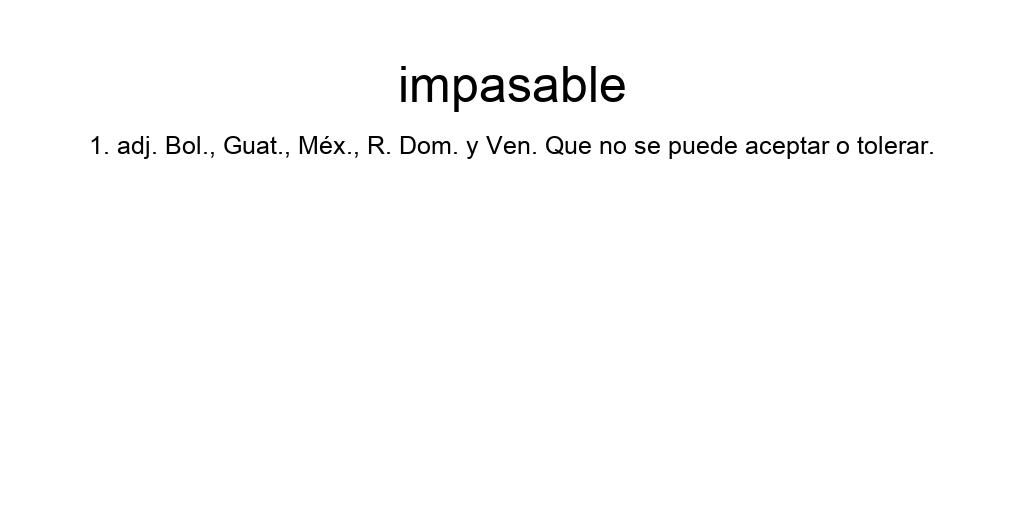 impasable
1. adj. Bol., Guat., Méx., R. Dom. y Ven. Que no se puede aceptar o tolerar.